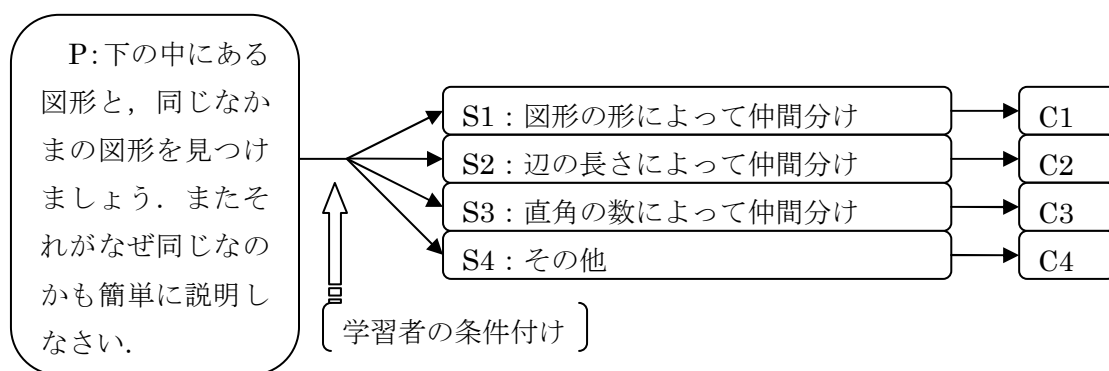 P:下の中にある
図形と，同じなか
まの図形を見つけ
ましょう．またそ
れがなぜ同じなの
かも簡単に説明し
なさい．
S1：図形の形によって仲間分け
C1
S2：辺の長さによって仲間分け
C2
S3：直角の数によって仲間分け
C3
S4：その他
C4
学習者の条件付け